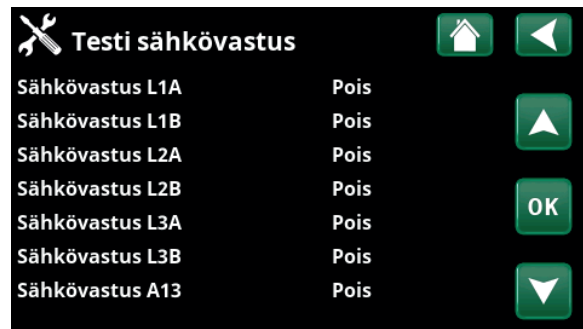 Testi sähkövastus
Sähkövastus L1A Pois
Sähkövastus L1B Pois
Sähkövastus L2A Pois
Sähkövastus L2B Pois
Sähkövastus L3A Pois
Sähkövastus L3B Pois
Sähkövastus A13 Pois
OK